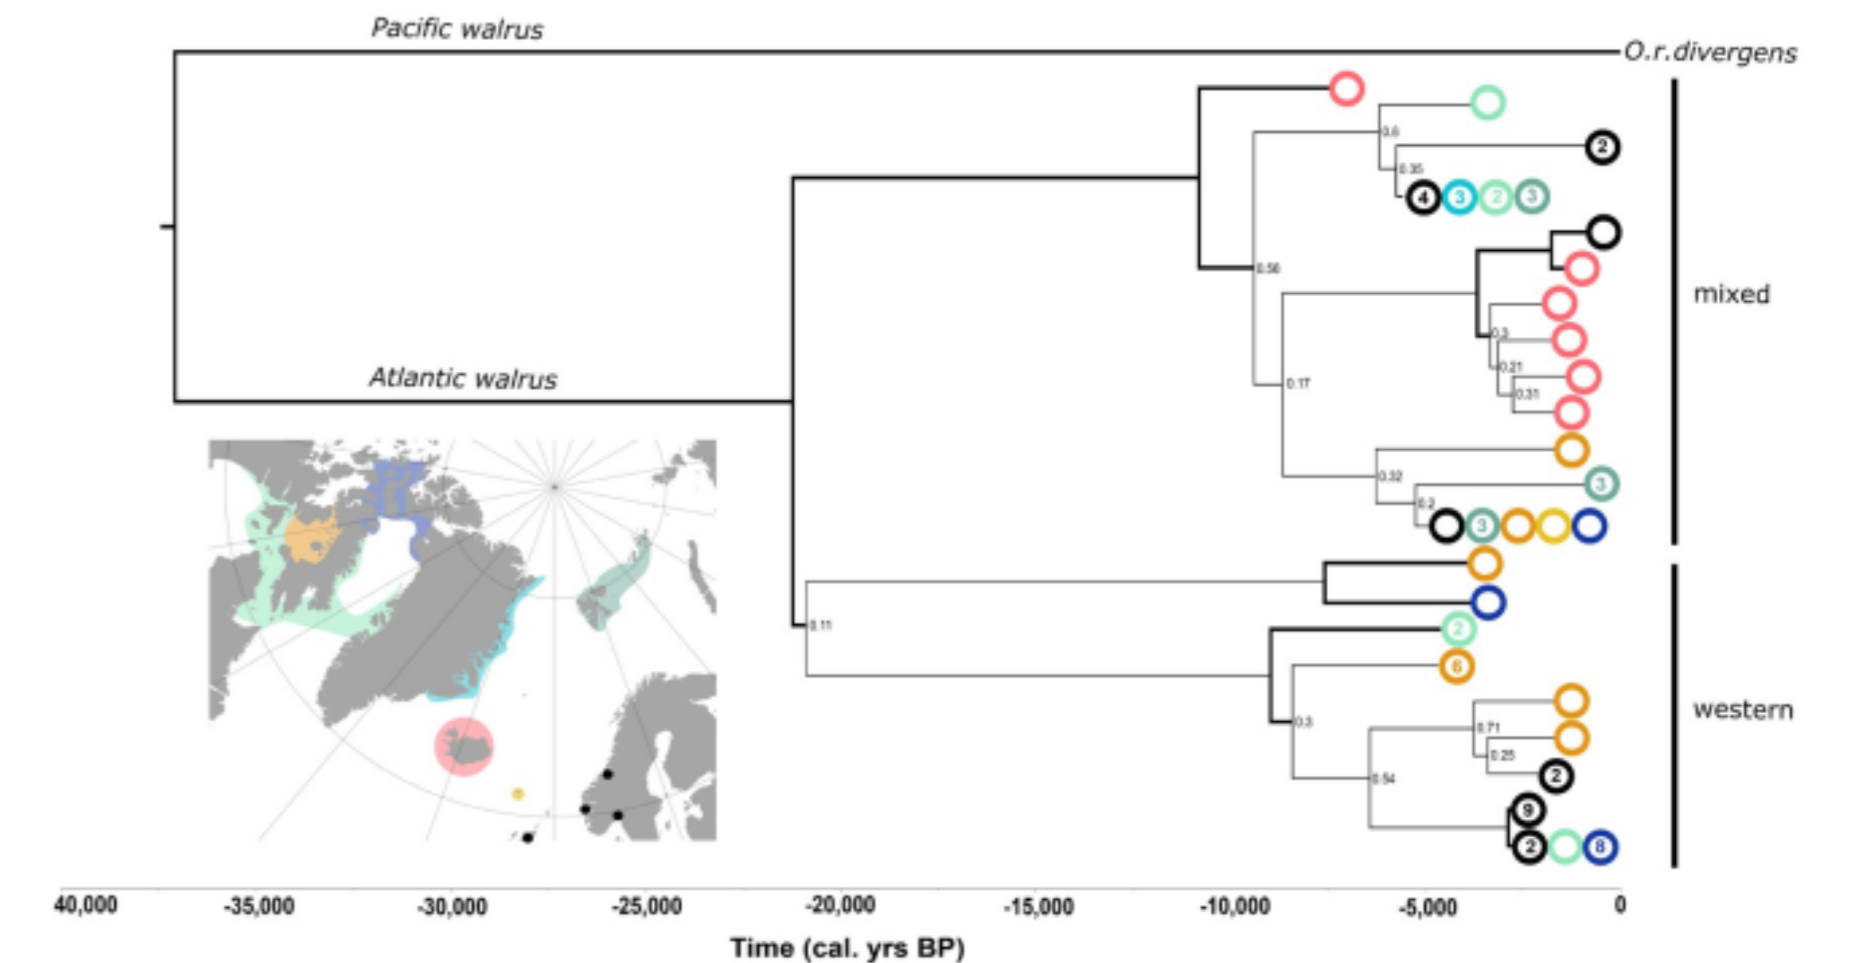 Pacific walrus
O.r.divergens
0.6
2
0.35
4 3 2 3
0.56
mixed
0.3
0.21
0.31
Atlantic walrus
0.17
0.32
3
0.2
3
2
0.11
6
western
0.3
0.71
0.25
2
0.54
9
2 8
40,000 -35,000 -30,000 -25,000 -20,000 -15,000 -10,000 -5,000 0
Time (cal. yrs BP)